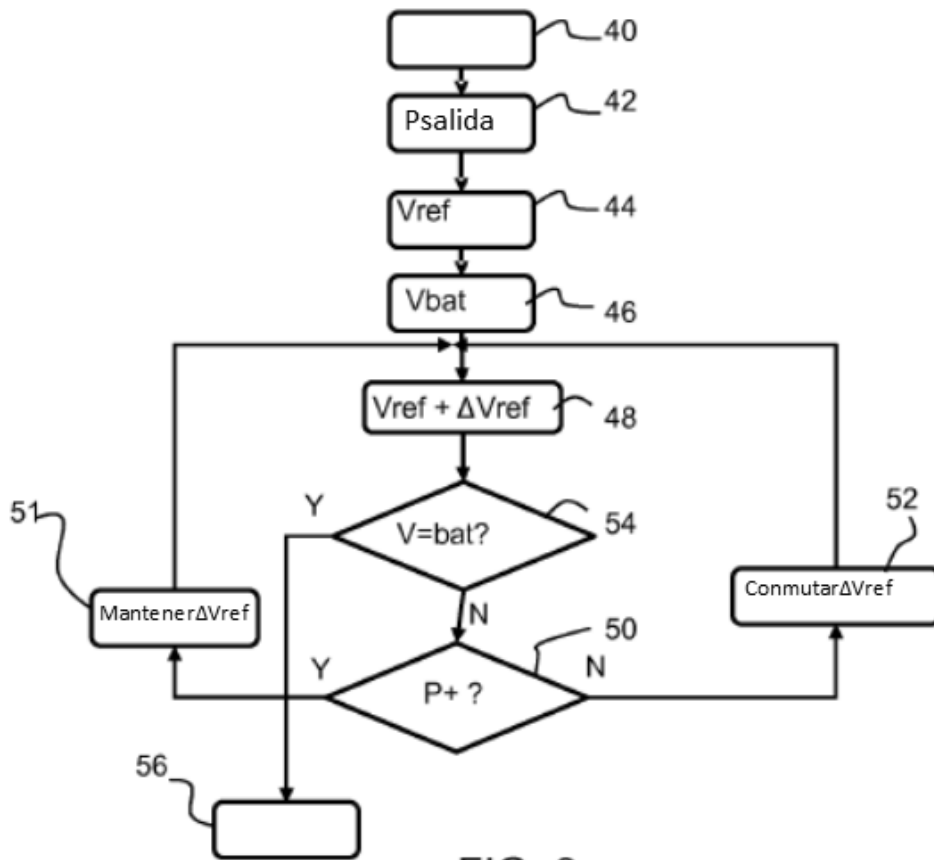 40
Psalida
42
Vref
44
Vbat
46
Vref + ΔVref
48
Y
V=bat?
54
51
52
MantenerΔVref
ConmutarΔVref
N
50
Y
P+ ?
N
56